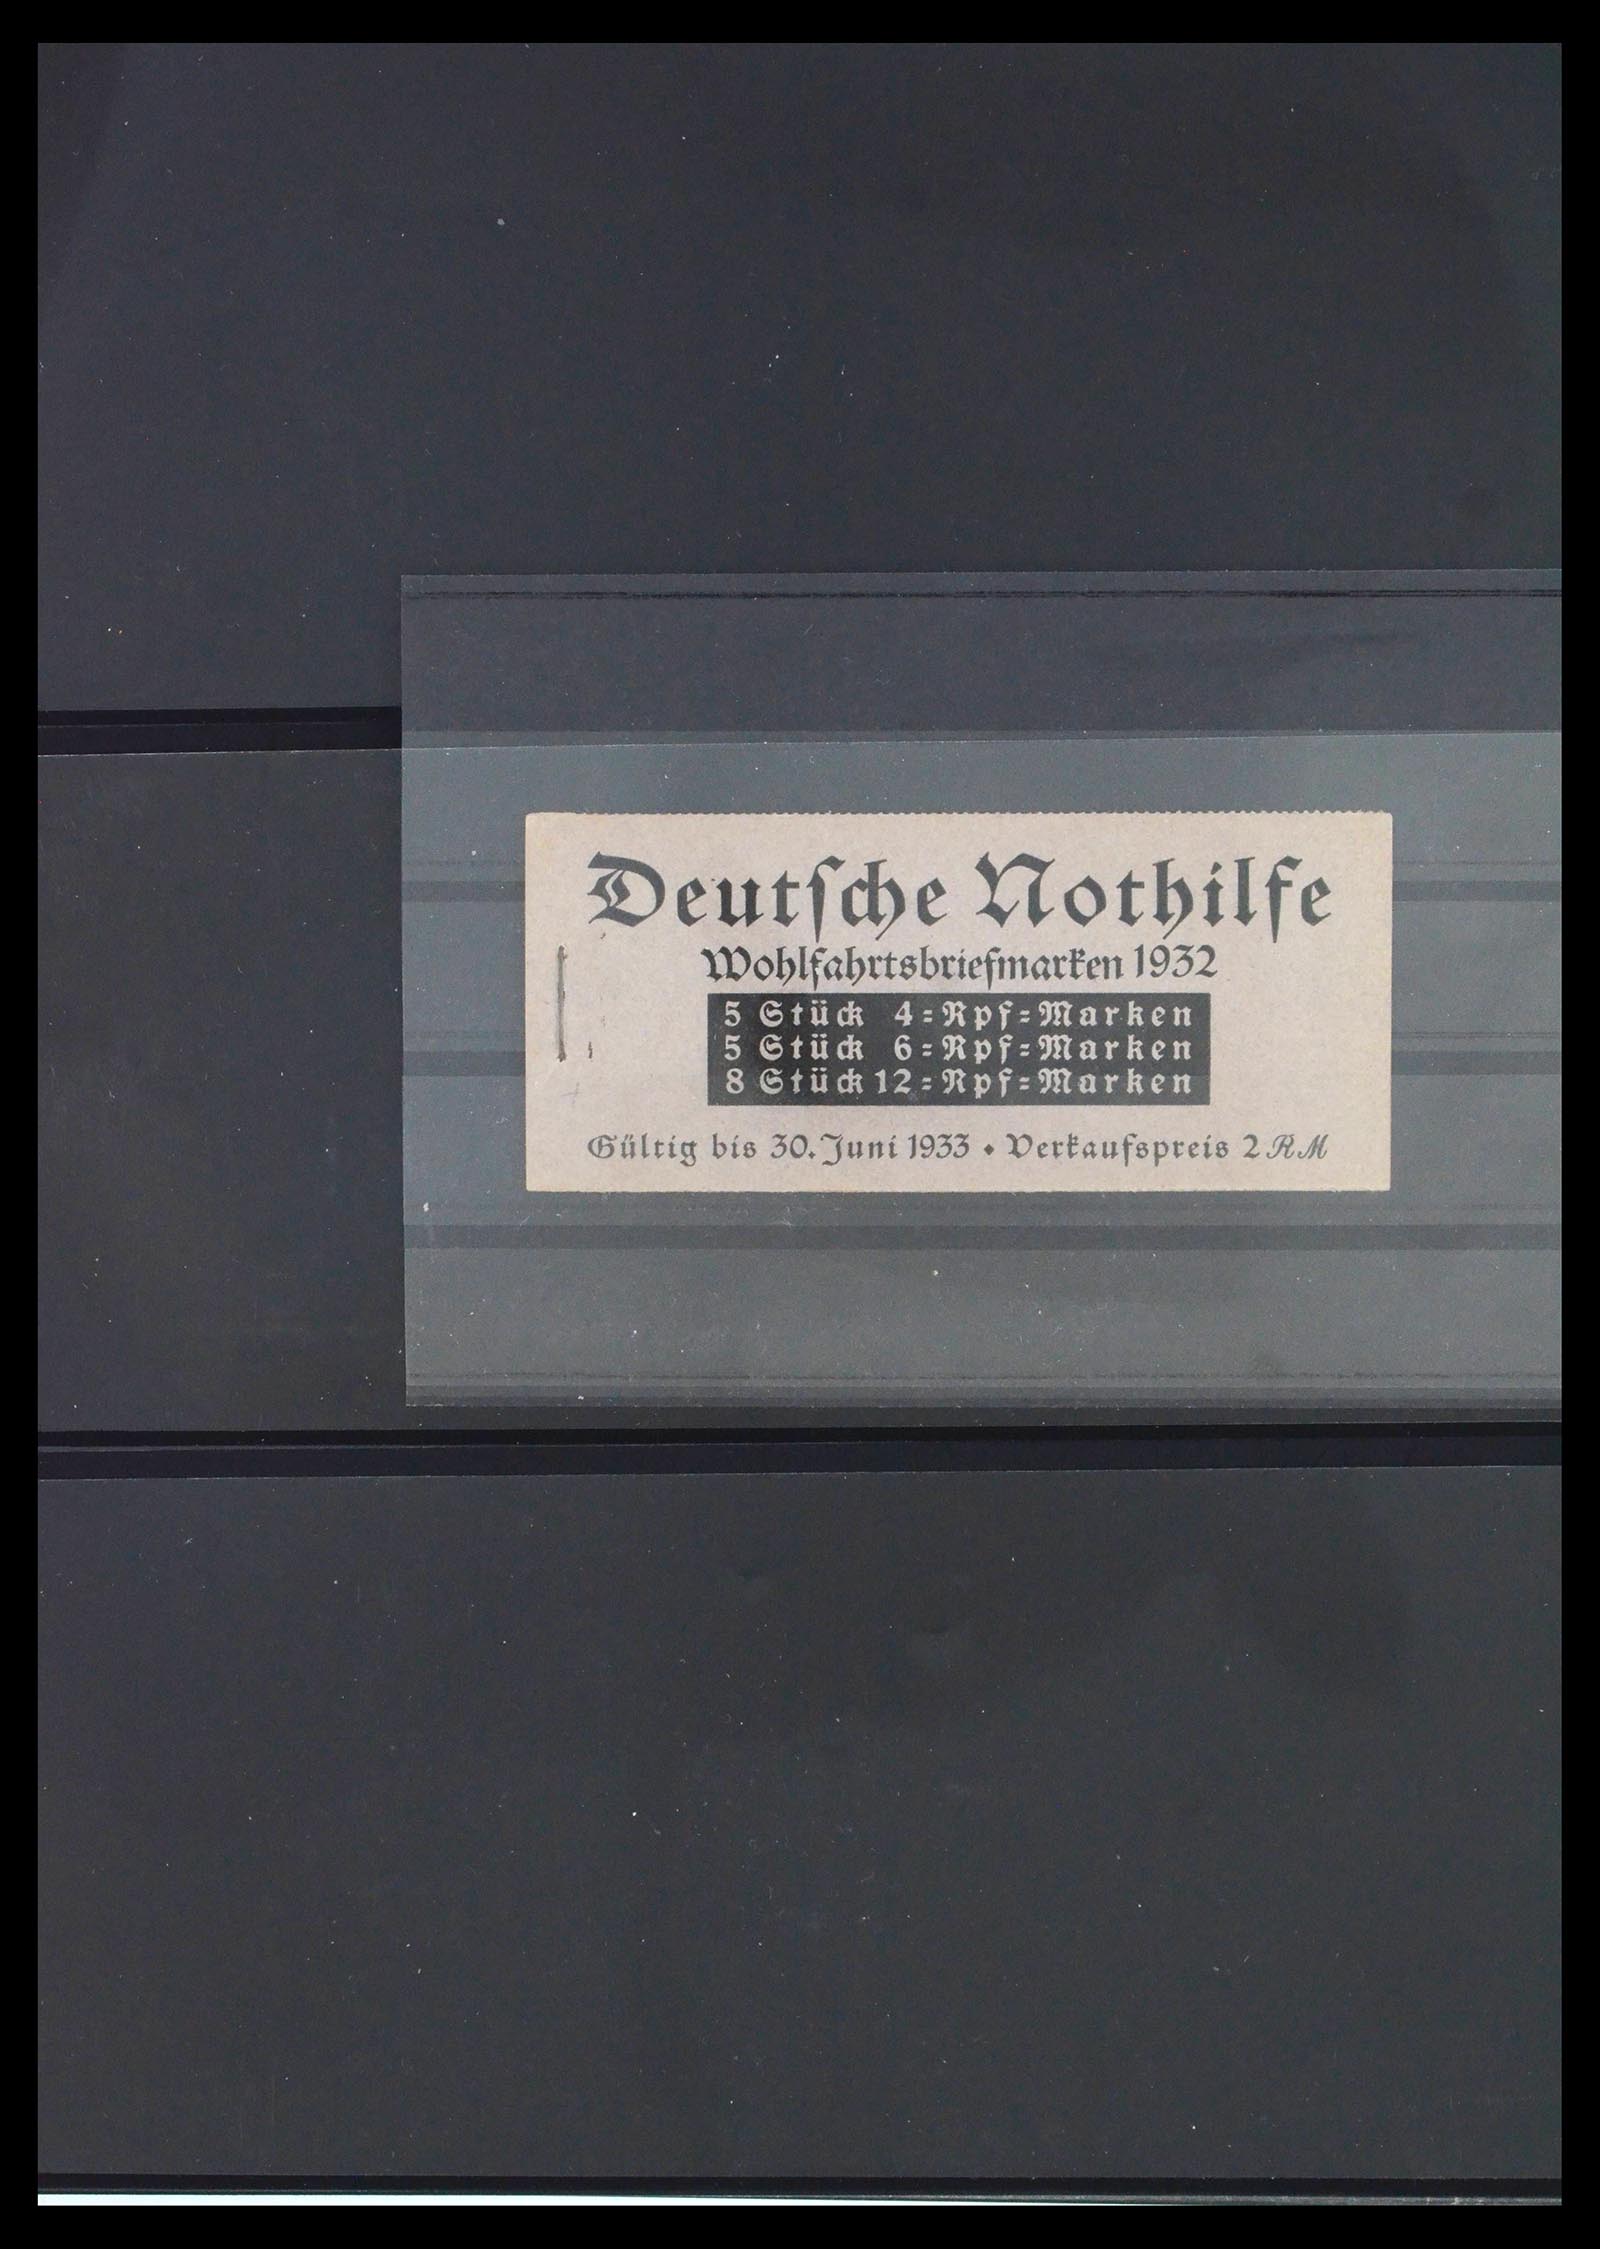 Deutſche Nothilfe
Wohlfahrtsbriefmarken 1932
5 Stück 4=Rpf=Marken
5 Stück 6=Rpf=Marken
8 Stück 12=Rpf=Marken
Gültig bis 30. Juni 1933 • Verkaufspreis 2 RM